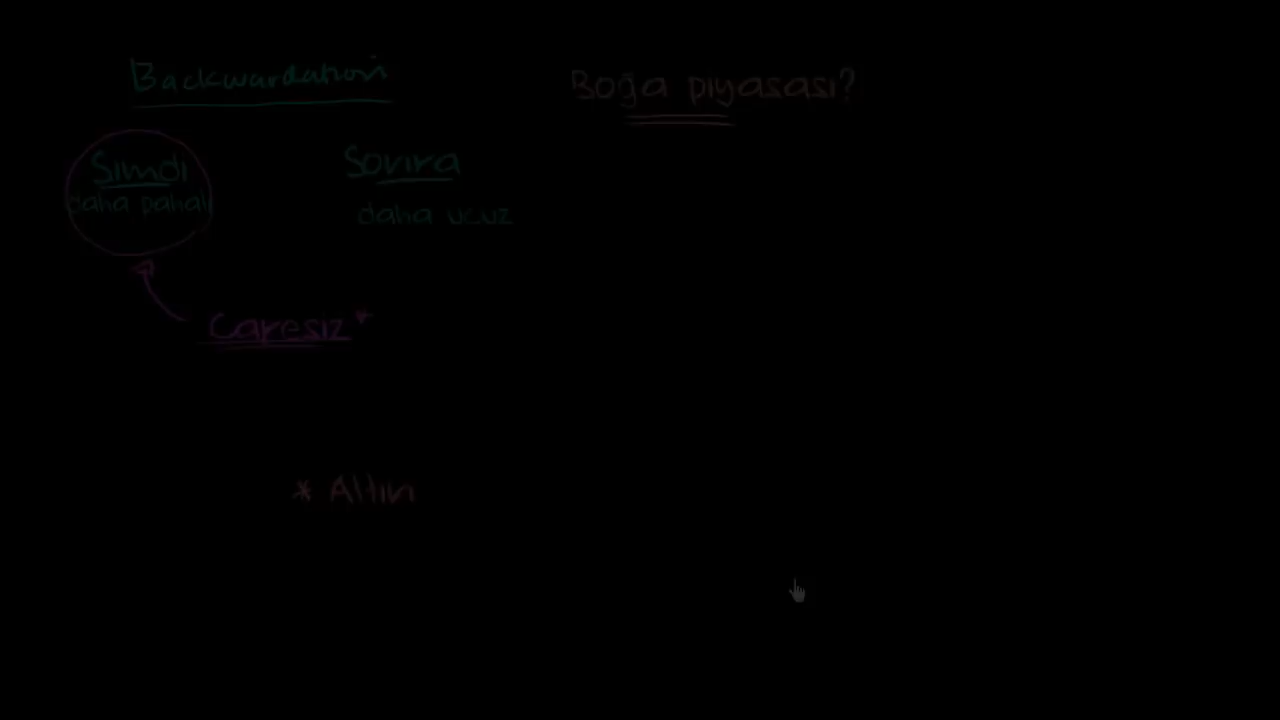 Backwardation
Boğa piyasası?
Şimdi
daha pahalı
Sonra
daha ucuz
Çaresiz*
* Altın